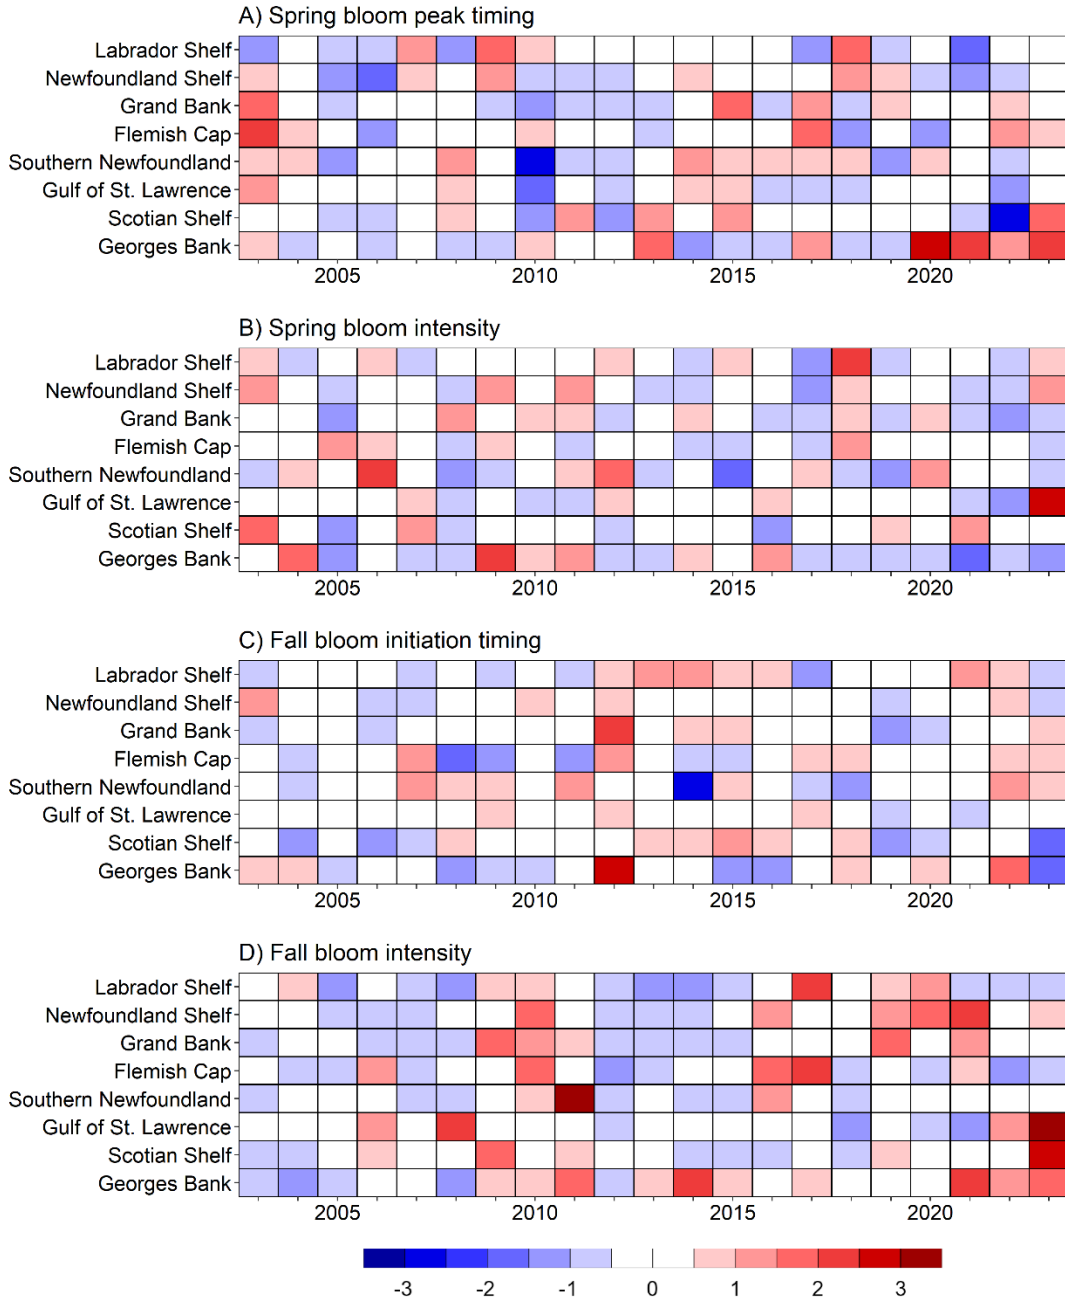 A) Spring bloom peak timing
Labrador Shelf
Newfoundland Shelf
Grand Bank
Flemish Cap
Southern Newfoundland
Gulf of St. Lawrence
Scotian Shelf
Georges Bank
2005 2010 2015 2020
B) Spring bloom intensity
Labrador Shelf
Newfoundland Shelf
Grand Bank
Flemish Cap
Southern Newfoundland
Gulf of St. Lawrence
Scotian Shelf
Georges Bank
2005 2010 2015 2020
C) Fall bloom initiation timing
Labrador Shelf
Newfoundland Shelf
Grand Bank
Flemish Cap
Southern Newfoundland
Gulf of St. Lawrence
Scotian Shelf
Georges Bank
2005 2010 2015 2020
D) Fall bloom intensity
Labrador Shelf
Newfoundland Shelf
Grand Bank
Flemish Cap
Southern Newfoundland
Gulf of St. Lawrence
Scotian Shelf
Georges Bank
2005 2010 2015 2020
-3 -2 -1 0 1 2 3